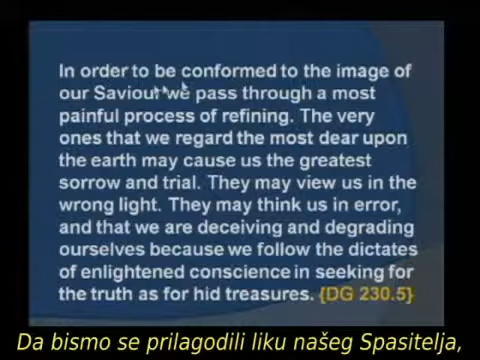 In order to be conformed to the image of
our Saviour we pass through a most
painful process of refining. The very
ones that we regard the most dear upon
the earth may cause us the greatest
sorrow and trial. They may view us in the
wrong light. They may think us in error,
and that we are deceiving and degrading
ourselves because we follow the dictates
of enlightened conscience in seeking for
the truth as for hid treasures. {DG 230.5}
Da bismo se prilagodili liku našeg Spasitelja,